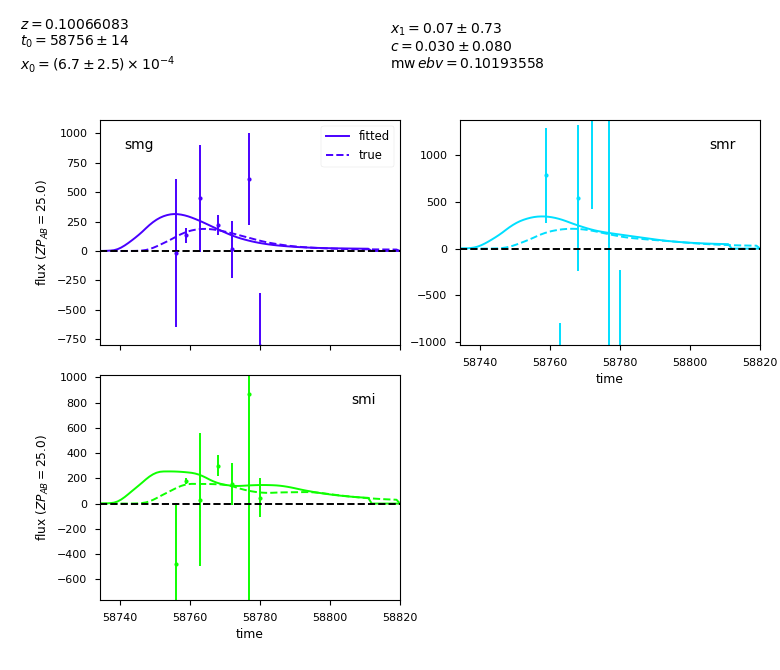 z = 0.10066083
t₀ = 58756 ± 14
x₀ = (6.7 ± 2.5) × 10⁻⁴
x₁ = 0.07 ± 0.73
c = 0.030 ± 0.080
mw ebv = 0.10193558
smg
fitted
true
1000
750
500
250
0
−250
−500
−750
flux (ZP_AB = 25.0)
smr
1000
500
0
−500
−1000
58740 58760 58780 58800 58820
time
smi
1000
800
600
400
200
0
−200
−400
−600
flux (ZP_AB = 25.0)
58740 58760 58780 58800 58820
time